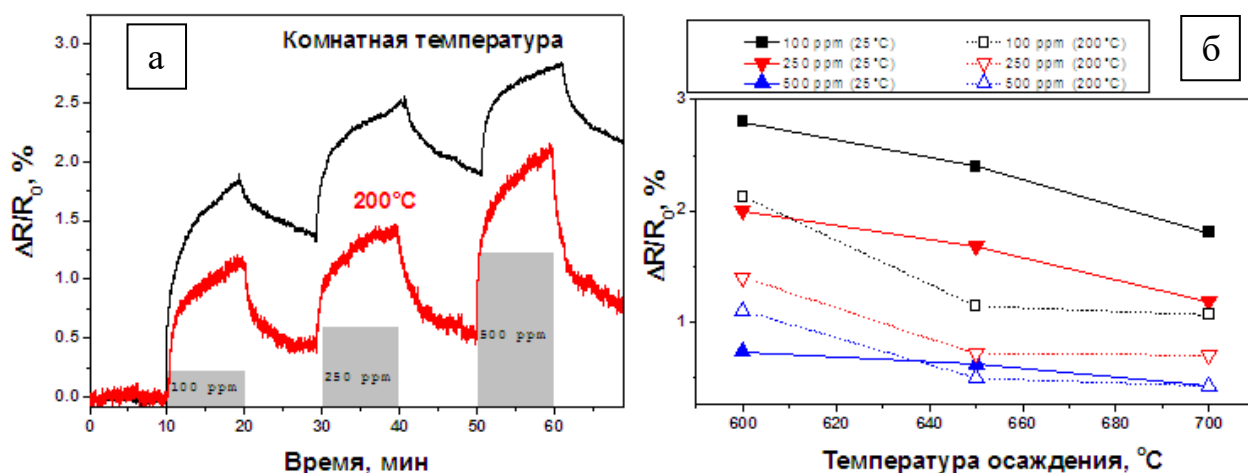 а
Комнатная температура
200°C
100 ppm
250 ppm
500 ppm
ΔR/R0, %
3.0
2.5
2.0
1.5
1.0
0.5
0.0
0 10 20 30 40 50 60
Время, мин
б
100 ppm (25°C) 100 ppm (200°C)
250 ppm (25°C) 250 ppm (200°C)
500 ppm (25°C) 500 ppm (200°C)
ΔR/R0, %
3
2
1
600 620 640 660 680 700
Температура осаждения, °C